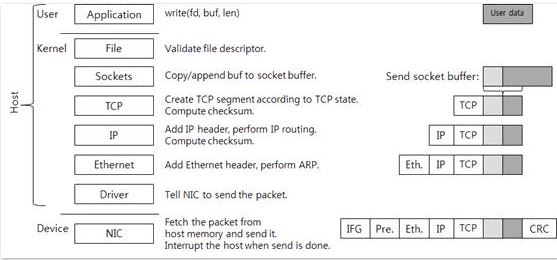 User
Application
write(fd, buf, len)
User data
Kernel
File
Validate file descriptor.
Sockets
Copy/append buf to socket buffer.
Send socket buffer:
Host
TCP
Create TCP segment according to TCP state.
Compute checksum.
TCP
IP
Add IP header, perform IP routing.
Compute checksum.
IP TCP
Ethernet
Add Ethernet header, perform ARP.
Eth. IP TCP
Driver
Tell NIC to send the packet.
Device
NIC
Fetch the packet from
host memory and send it.
Interrupt the host when send is done.
IFG Pre. Eth. IP TCP CRC